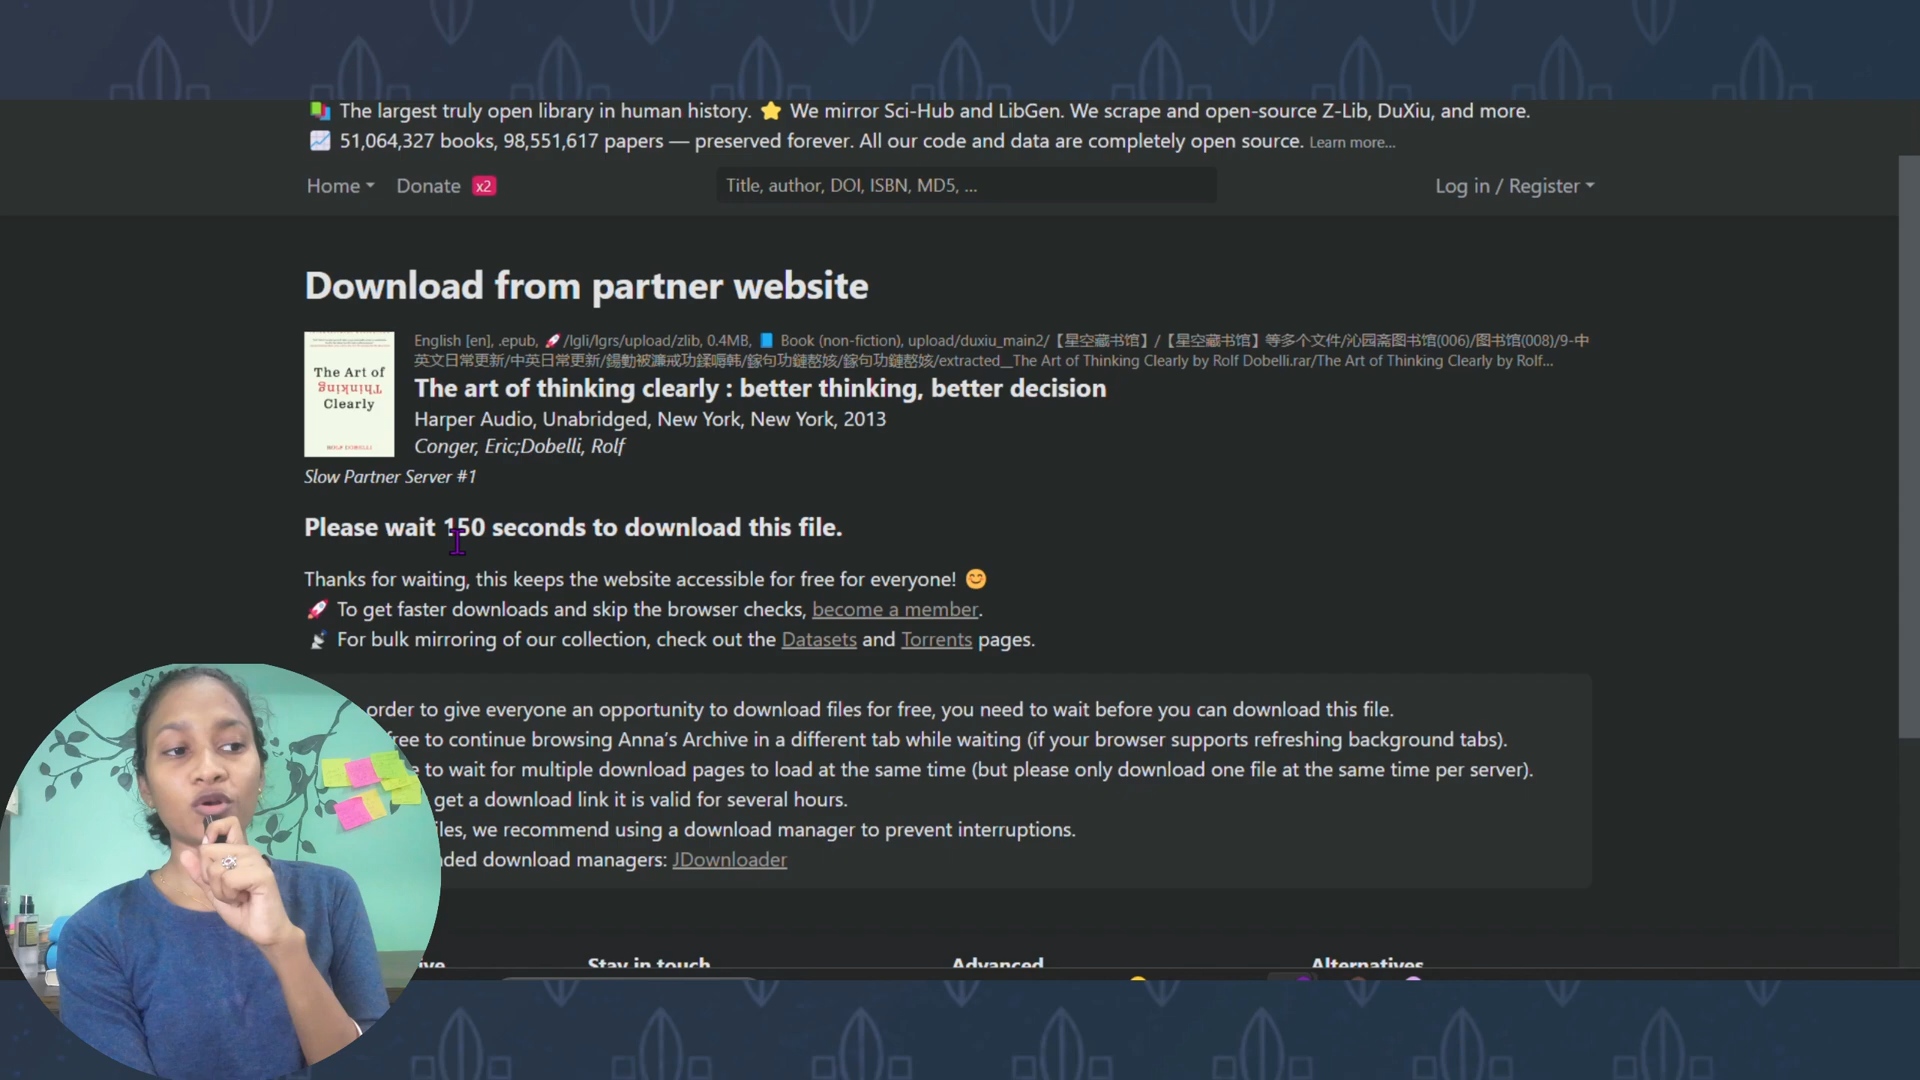 The largest truly open library in human history. ⭐ We mirror Sci-Hub and LibGen. We scrape and open-source Z-Lib, DuXiu, and more.
51,064,327 books, 98,551,617 papers — preserved forever. All our code and data are completely open source. Learn more...
Home Donate x2 Title, author, DOI, ISBN, MD5, ... Log in / Register
Download from partner website
English [en], .epub, 🚀/lgli/lgrs/upload/zlib, 0.4MB, 📘 Book (non-fiction), upload/duxiu_main2/【星空藏书馆】/【星空藏书馆】等多个文件/沁园斋图书馆(006)/图书馆(008)/9-中
英文日常更新/中英日常更新/extracted__The Art of Thinking Clearly by Rolf Dobelli.rar/The Art of Thinking Clearly by Rolf...
The Art of
Thinking
Clearly
ROLF DOBELLI
The art of thinking clearly : better thinking, better decision
Harper Audio, Unabridged, New York, New York, 2013
Conger, Eric;Dobelli, Rolf
Slow Partner Server #1
Please wait 150 seconds to download this file.
Thanks for waiting, this keeps the website accessible for free for everyone! 😊
🚀 To get faster downloads and skip the browser checks, become a member.
📡 For bulk mirroring of our collection, check out the Datasets and Torrents pages.
order to give everyone an opportunity to download files for free, you need to wait before you can download this file.
free to continue browsing Anna's Archive in a different tab while waiting (if your browser supports refreshing background tabs).
to wait for multiple download pages to load at the same time (but please only download one file at the same time per server).
get a download link it is valid for several hours.
files, we recommend using a download manager to prevent interruptions.
download managers: JDownloader
Stay in touch Advanced Alternatives